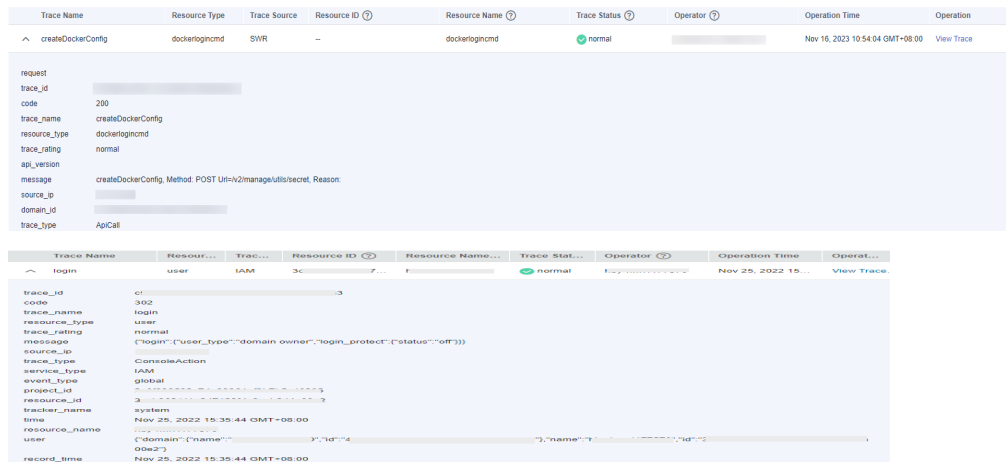 Trace Name Resource Type Trace Source Resource ID ? Resource Name ? Trace Status ? Operator ? Operation Time Operation
createDockerConfig dockerlogincmd SWR -- dockerlogincmd normal Nov 16, 2023 10:54:04 GMT+08:00 View Trace
request
trace_id
code 200
trace_name createDockerConfig
resource_type dockerlogincmd
trace_rating normal
api_version
message createDockerConfig, Method: POST Url=/v2/manage/utils/secret, Reason:
source_ip
domain_id
trace_type ApiCall
Trace Name Resour... Trac... Resource ID ? Resource Name... Trace Stat... Operator ? Operation Time Operat...
login user IAM normal Nov 25, 2022 15... View Trace
trace_id
code 302
trace_name login
resource_type user
trace_rating normal
message {"login":{"user_type":"domain owner","login_protect":{"status":"off"}}}
source_ip
trace_type ConsoleAction
service_type IAM
event_type global
project_id
resource_id
tracker_name system
time Nov 25, 2022 15:35:44 GMT+08:00
resource_name
user {"domain":{"name":" ","id":" "},"name":" ","id":"
00e2"}
record_time Nov 25, 2022 15:35:44 GMT+08:00